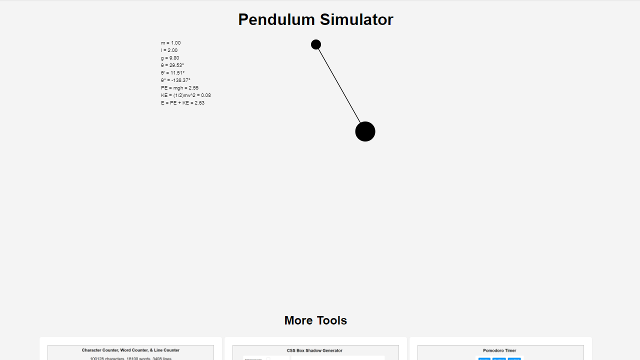 Pendulum Simulator
m = 1.00
l = 2.00
g = 9.80
θ = 29.53°
θ' = 11.51°
θ'' = -138.37°
PE = mgh = 2.55
KE = (1/2)mv^2 = 0.08
E = PE + KE = 2.63
More Tools
Character Counter, Word Counter, & Line Counter
CSS Box Shadow Generator
Pomodoro Timer